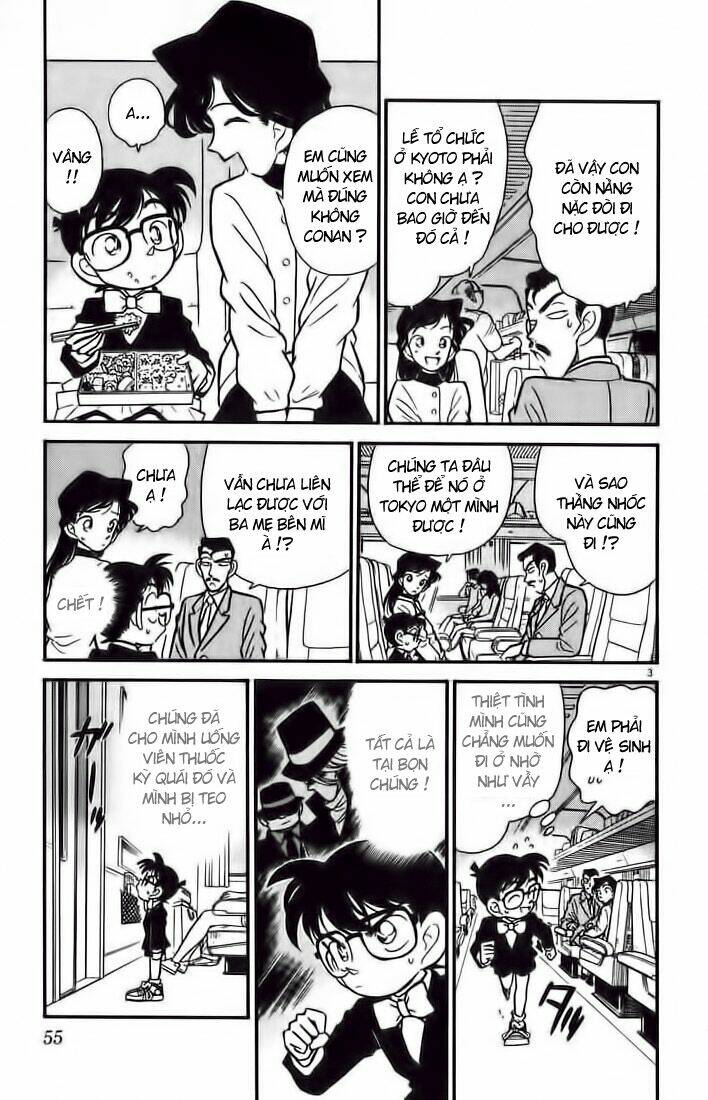 ĐÃ VẬY CON
CÒN NẰNG
NẶC ĐÒI ĐI
CHO ĐƯỢC !
LỄ TỔ CHỨC
Ở KYOTO PHẢI
KHÔNG Ạ ?
CON CHƯA
BAO GIỜ ĐẾN
ĐÓ CẢ !
EM CŨNG
MUỐN XEM
MÀ ĐÚNG
KHÔNG
CONAN ?
A...
VÂNG
!!
VÀ SAO
THẰNG NHÓC
NÀY CŨNG
ĐI !?
CHÚNG TA ĐÂU
THỂ ĐỂ NÓ Ở
TOKYO MỘT MÌNH
ĐƯỢC !
VẪN CHƯA LIÊN
LẠC ĐƯỢC VỚI
BA MẸ BÊN MĨ
À !?
CHƯA
Ạ !
CHẾT !
3
EM PHẢI
ĐI VỆ SINH
Ạ !
THIỆT TÌNH
MÌNH CŨNG
CHẲNG MUỐN
ĐI Ở NHỜ
NHƯ VẦY
...
TẤT CẢ LÀ
TẠI BỌN
CHÚNG !
CHÚNG ĐÃ
CHO MÌNH UỐNG
VIÊN THUỐC
KỲ QUÁI ĐÓ VÀ
MÌNH BỊ TEO
NHỎ...
55